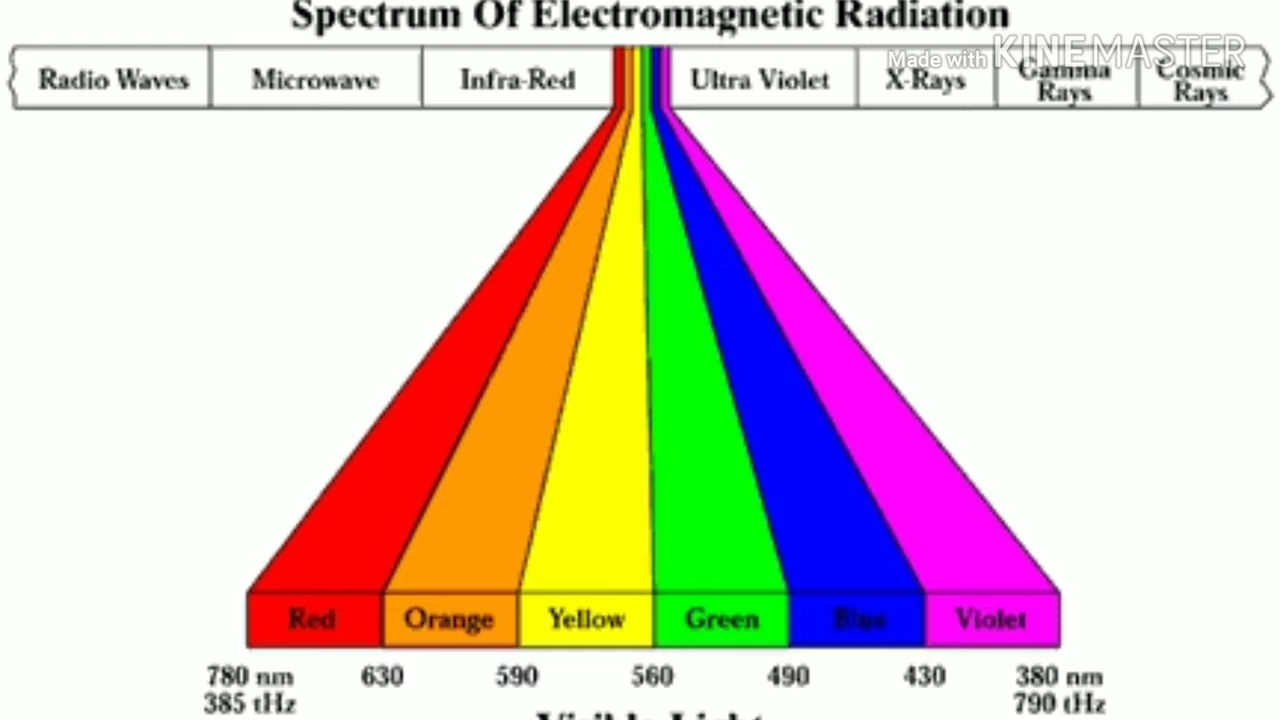 Spectrum Of Electromagnetic Radiation
Made with KINEMASTER
Radio Waves Microwave Infra-Red Ultra Violet X-Rays Gamma Rays Cosmic Rays
Red Orange Yellow Green Blue Violet
780 nm 630 590 560 490 430 380 nm
385 tHz 790 tHz
Visible Light